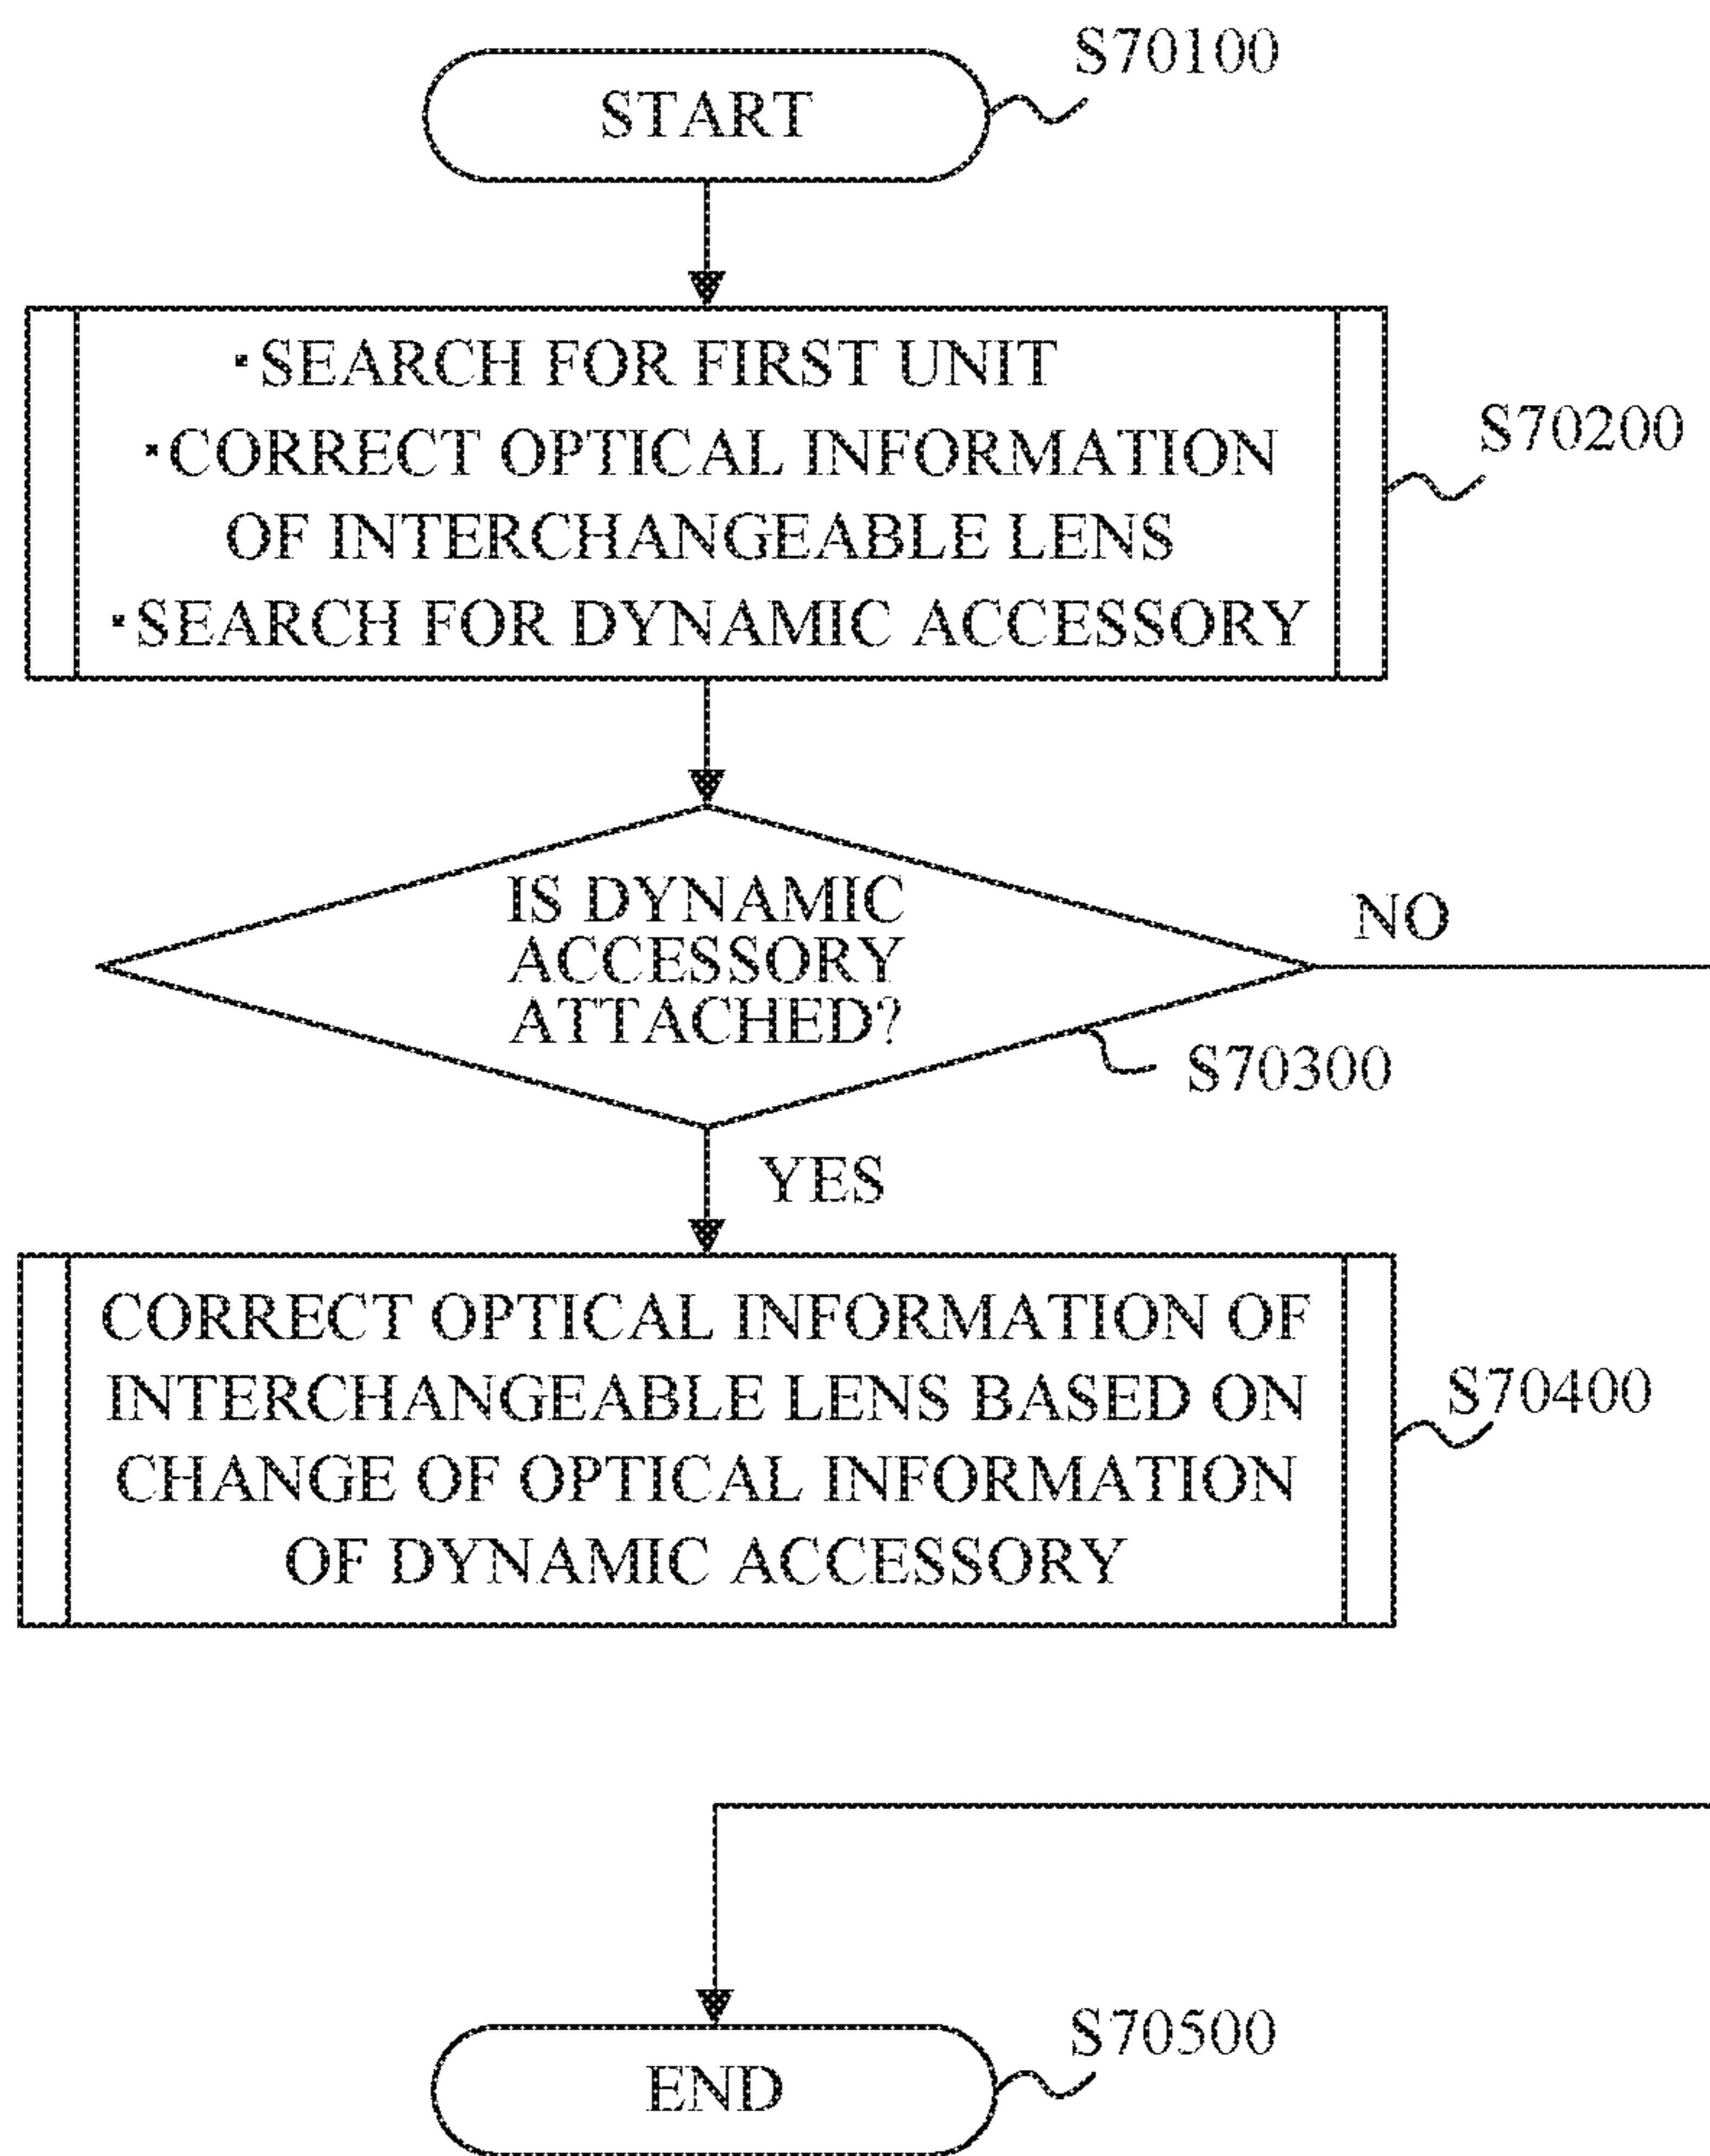 START
S70100
・SEARCH FOR FIRST UNIT
・CORRECT OPTICAL INFORMATION
OF INTERCHANGEABLE LENS
・SEARCH FOR DYNAMIC ACCESSORY
S70200
IS DYNAMIC
ACCESSORY
ATTACHED?
NO
S70300
YES
CORRECT OPTICAL INFORMATION OF
INTERCHANGEABLE LENS BASED ON
CHANGE OF OPTICAL INFORMATION
OF DYNAMIC ACCESSORY
S70400
END
S70500